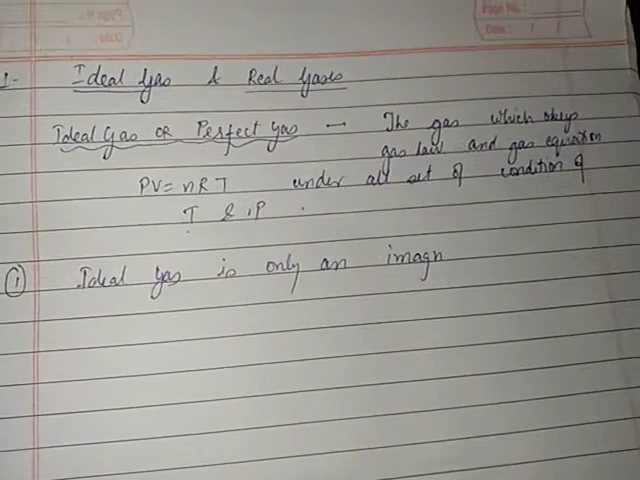 1- Ideal Gas & Real Gases
Ideal Gas OR Perfect gas — The gas which obeys
gas law and gas equation
PV = nRT under all set of condition of
T & P.
① Ideal gas is only an imagn